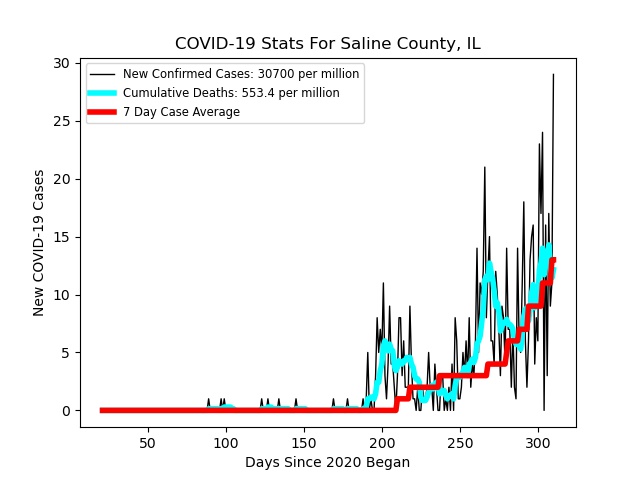 COVID-19 Stats For Saline County, IL
New Confirmed Cases: 30700 per million
Cumulative Deaths: 553.4 per million
7 Day Case Average
New COVID-19 Cases
30
25
20
15
10
5
0
50 100 150 200 250 300
Days Since 2020 Began